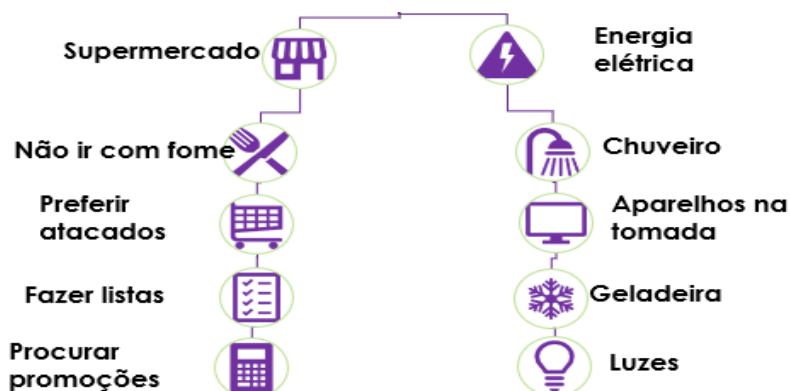 Supermercado
Não ir com fome
Preferir
atacados
Fazer listas
Procurar
promoções
Energia
elétrica
Chuveiro
Aparelhos na
tomada
Geladeira
Luzes